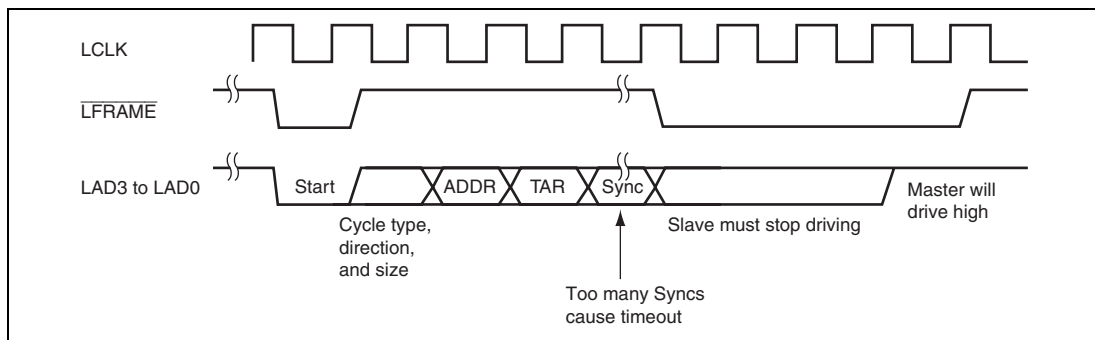 LCLK
LFRAME
LAD3 to LAD0
Start
ADDR
TAR
Sync
Cycle type,
direction,
and size
Slave must stop driving
Master will
drive high
Too many Syncs
cause timeout